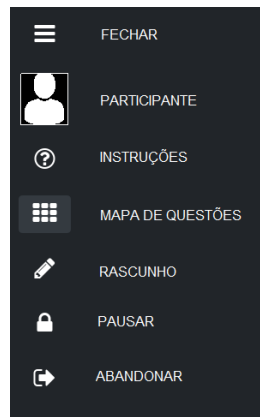 FECHAR
PARTICIPANTE
INSTRUÇÕES
MAPA DE QUESTÕES
RASCUNHO
PAUSAR
ABANDONAR